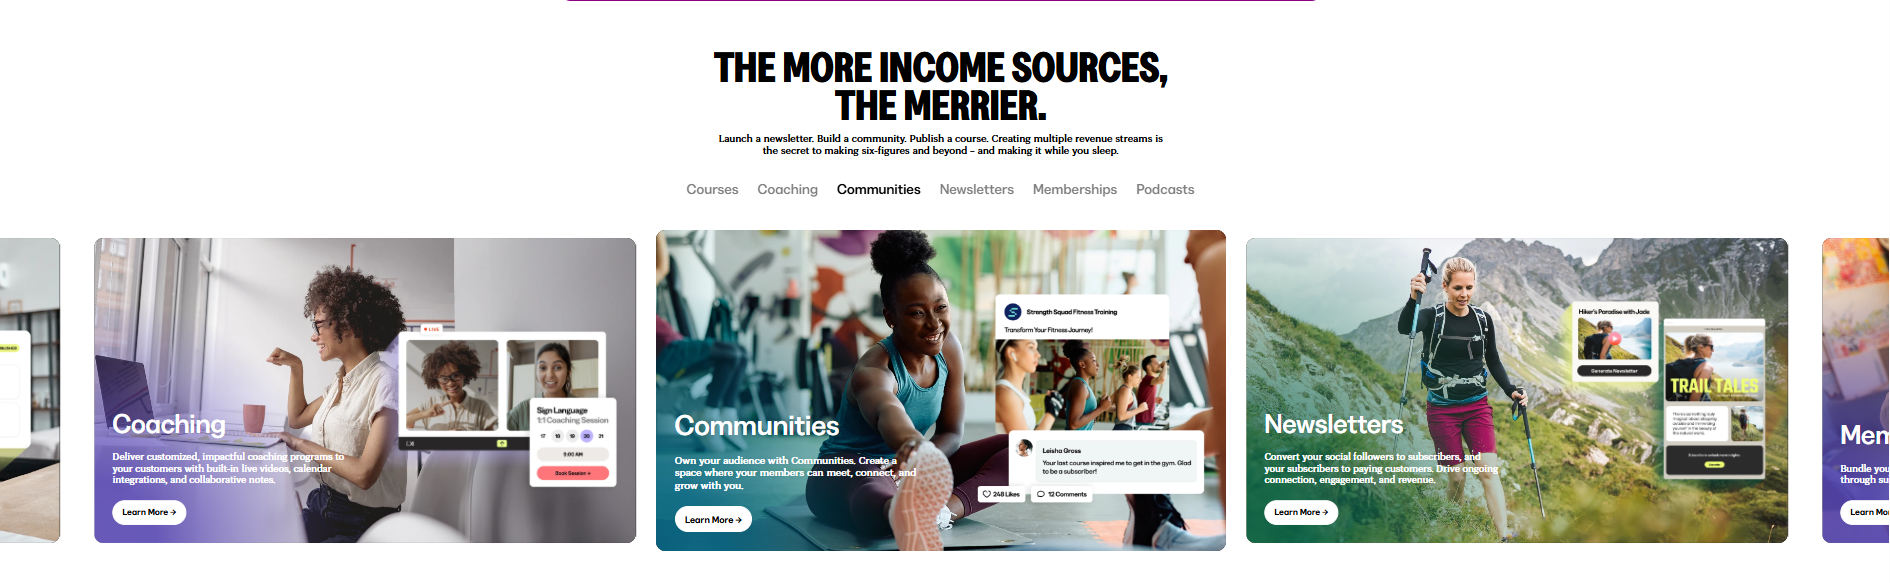 THE MORE INCOME SOURCES,
THE MERRIER.
Launch a newsletter. Build a community. Publish a course. Creating multiple revenue streams is
the secret to making six-figures and beyond – and making it while you sleep.
Courses Coaching Communities Newsletters Memberships Podcasts
LIVE
Sign Language
1:1 Coaching Session
17 18 19 20 21
9:00 AM
Book Session →
Coaching
Deliver customized, impactful coaching programs to
your customers with built-in live videos, calendar
integrations, and collaborative notes.
Learn More →
Strength Squad Fitness Training
Transform Your Fitness Journey!
Leisha Gross
Your last course inspired me to get in the gym. Glad
to be a subscriber!
248 Likes
12 Comments
Communities
Own your audience with Communities. Create a
space where your members can meet, connect, and
grow with you.
Learn More →
Hiker's Paradise with Jade
Generate Newsletter
TRAIL TALES
Newsletters
Convert your social followers to subscribers, and
your subscribers to paying customers. Drive ongoing
connection, engagement, and revenue.
Learn More →
Mem
Bundle you
through su
Learn Mor